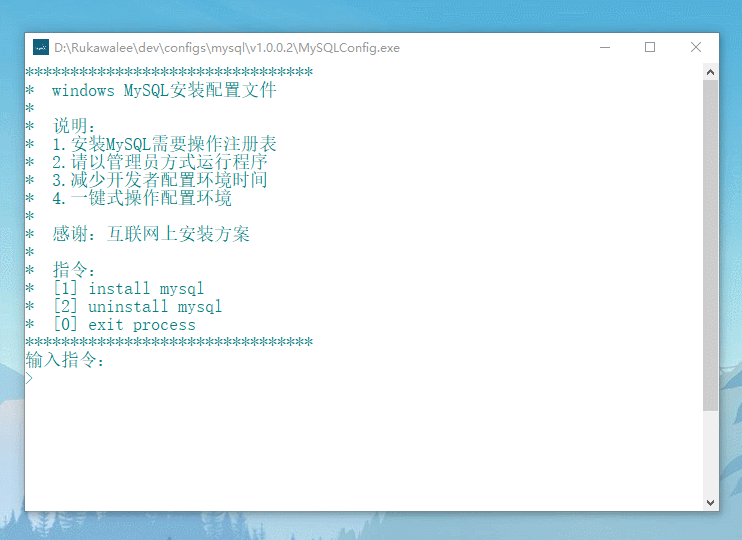 D:\Rukawalee\dev\configs\mysql\v1.0.0.2\MySQLConfig.exe
********************************
*  windows MySQL安装配置文件
*
*  说明：
*  1.安装MySQL需要操作注册表
*  2.请以管理员方式运行程序
*  3.减少开发者配置环境时间
*  4.一键式操作配置环境
*
*  感谢：互联网上安装方案
*
*  指令：
*  [1] install mysql
*  [2] uninstall mysql
*  [0] exit process
********************************
输入指令：
>